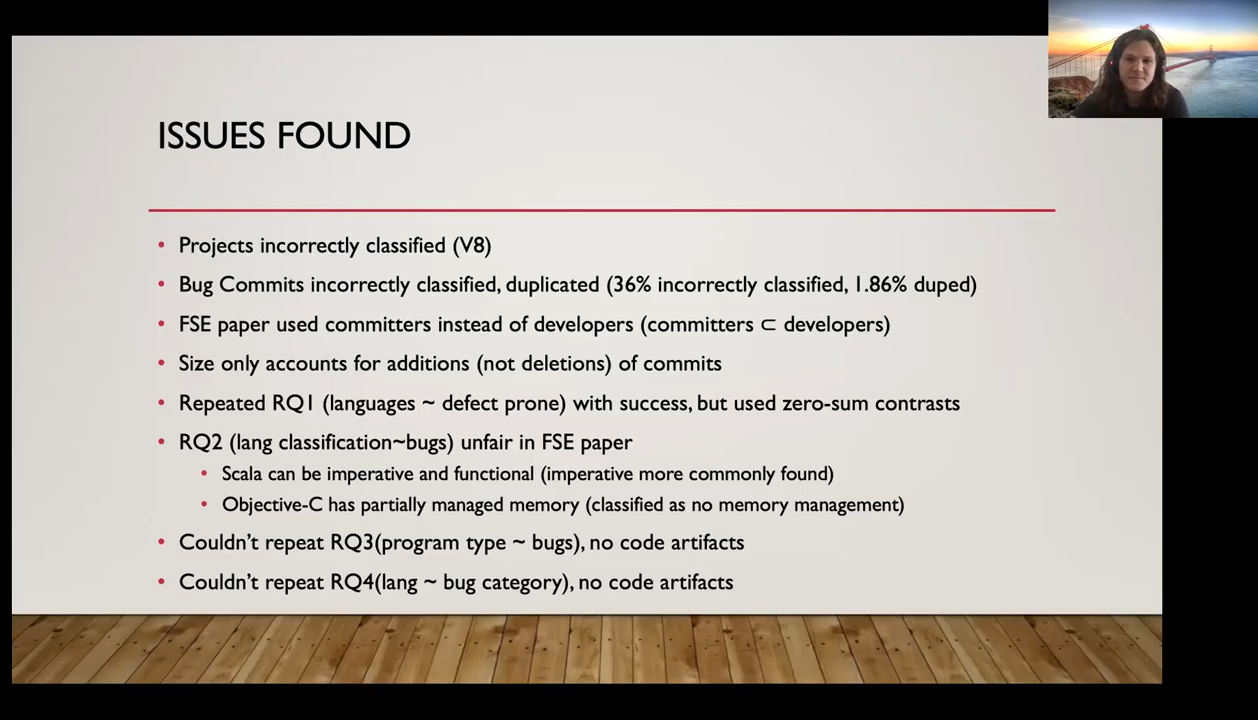 ISSUES FOUND
• Projects incorrectly classified (V8)
• Bug Commits incorrectly classified, duplicated (36% incorrectly classified, 1.86% duped)
• FSE paper used committers instead of developers (committers ⊂ developers)
• Size only accounts for additions (not deletions) of commits
• Repeated RQ1 (languages ~ defect prone) with success, but used zero-sum contrasts
• RQ2 (lang classification~bugs) unfair in FSE paper
• Scala can be imperative and functional (imperative more commonly found)
• Objective-C has partially managed memory (classified as no memory management)
• Couldn't repeat RQ3(program type ~ bugs), no code artifacts
• Couldn't repeat RQ4(lang ~ bug category), no code artifacts